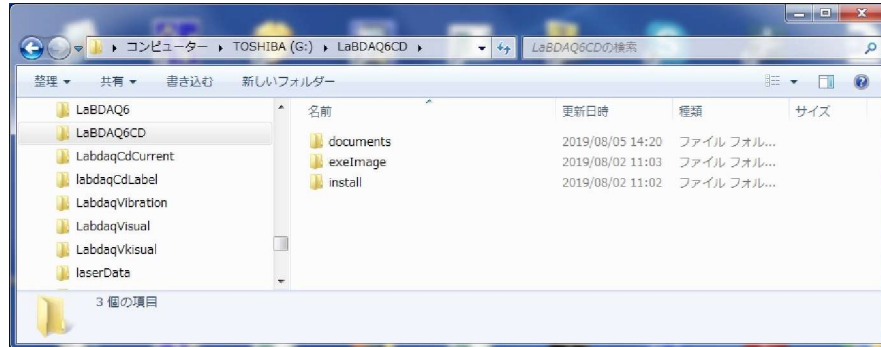 コンピューター ▸ TOSHIBA (G:) ▸ LaBDAQ6CD ▸
LaBDAQ6CDの検索
整理 ▼ 共有 ▼ 書き込む 新しいフォルダー
LaBDAQ6
LaBDAQ6CD
LabdaqCdCurrent
labdaqCdLabel
LabdaqVibration
LabdaqVisual
LabdaqVkisual
laserData
名前 更新日時 種類 サイズ
documents 2019/08/05 14:20 ファイル フォル...
exeImage 2019/08/02 11:03 ファイル フォル...
install 2019/08/02 11:02 ファイル フォル...
3 個の項目